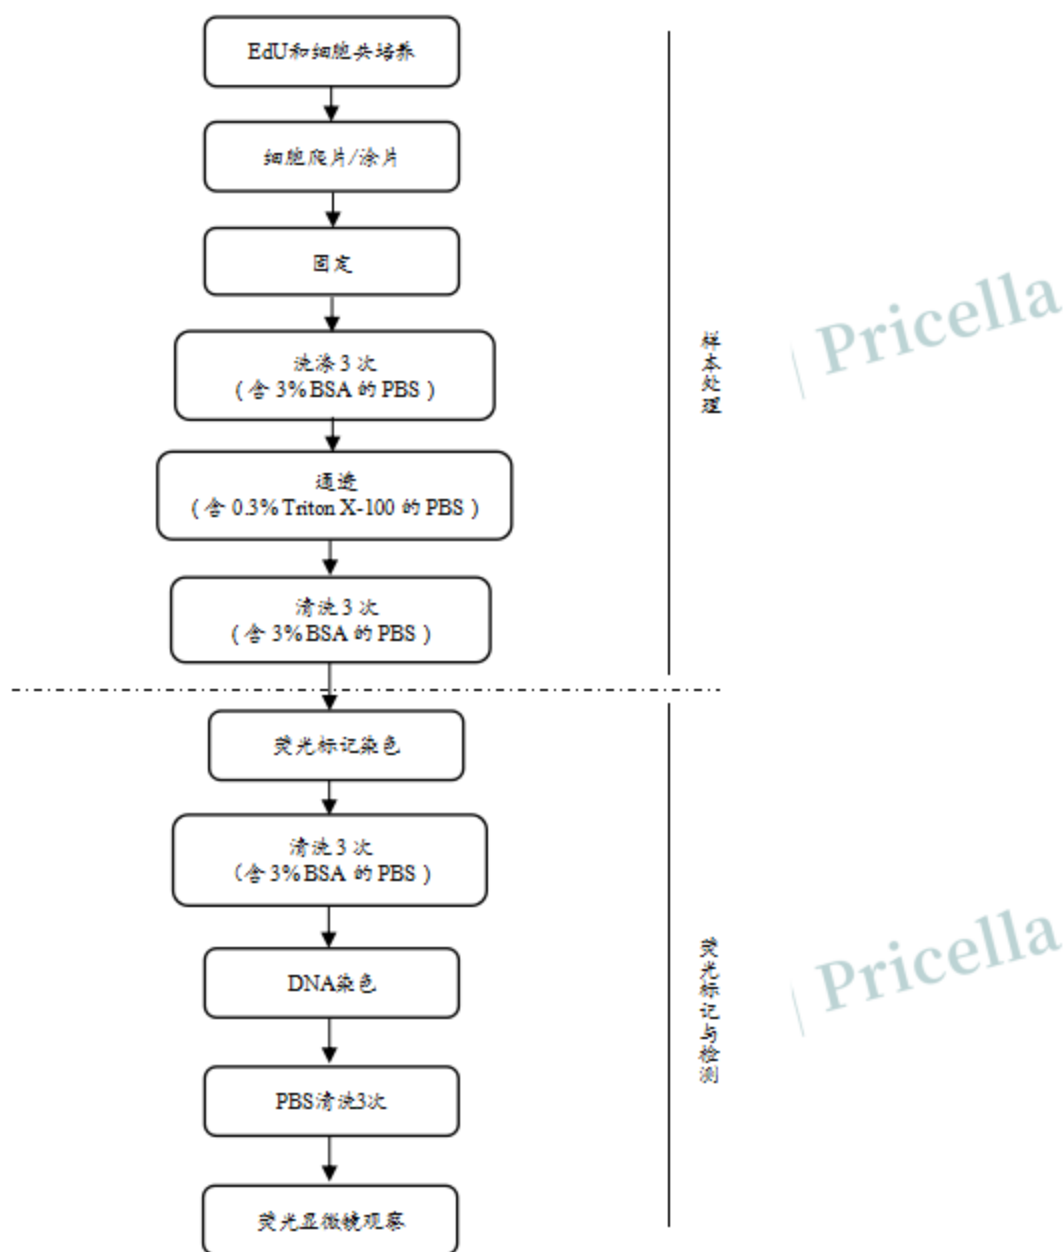 EdU和细胞共培养
细胞爬片/涂片
固定
洗涤3次
(含3%BSA的PBS)
通透
(含0.3%Triton X-100的PBS)
清洗3次
(含3%BSA的PBS)
样本处理
荧光标记染色
清洗3次
(含3%BSA的PBS)
DNA染色
PBS清洗3次
荧光显微镜观察
荧光标记与检测
Pricella
Pricella